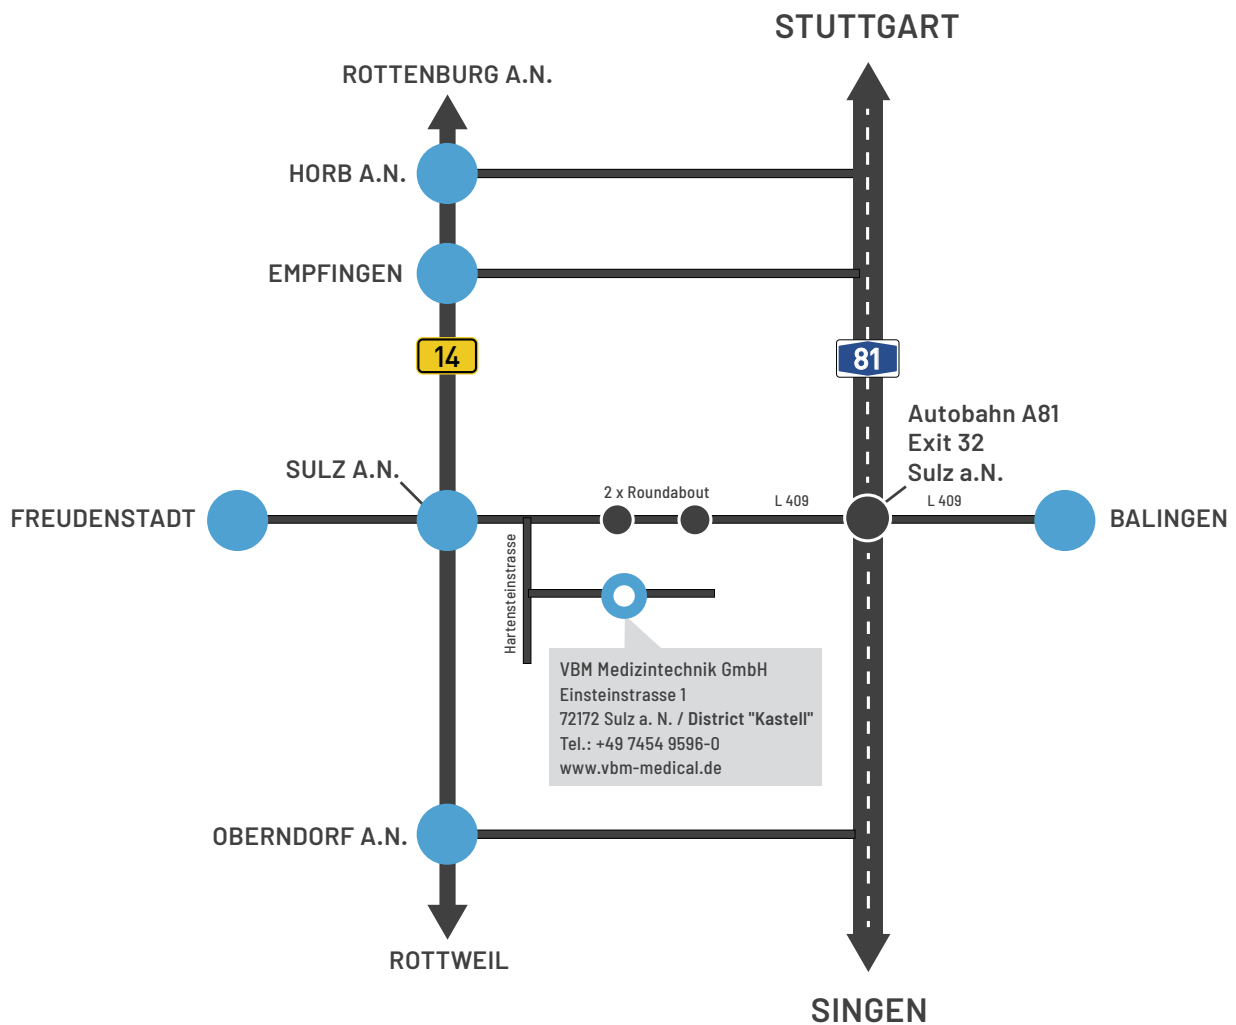 STUTTGART
ROTTENBURG A.N.
HORB A.N.
EMPFINGEN
14
81
Autobahn A81
Exit 32
Sulz a.N.
SULZ A.N.
2 x Roundabout
L 409
L 409
FREUDENSTADT
BALINGEN
Hartensteinstrasse
VBM Medizintechnik GmbH
Einsteinstrasse 1
72172 Sulz a. N. / District "Kastell"
Tel.: +49 7454 9596-0
www.vbm-medical.de
OBERNDORF A.N.
ROTTWEIL
SINGEN